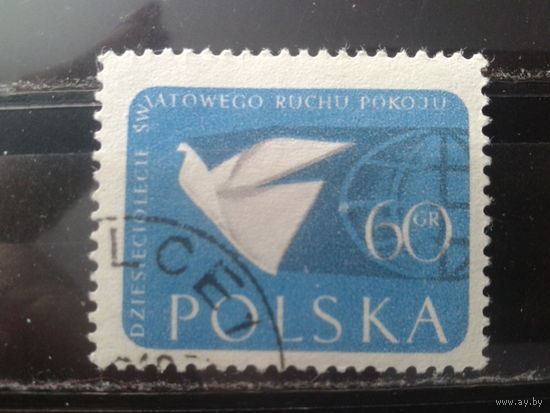 DZIESIĘCIOLECIE ŚWIATOWEGO RUCHU POKOJU
60 GR
POLSKA
www.ay.by